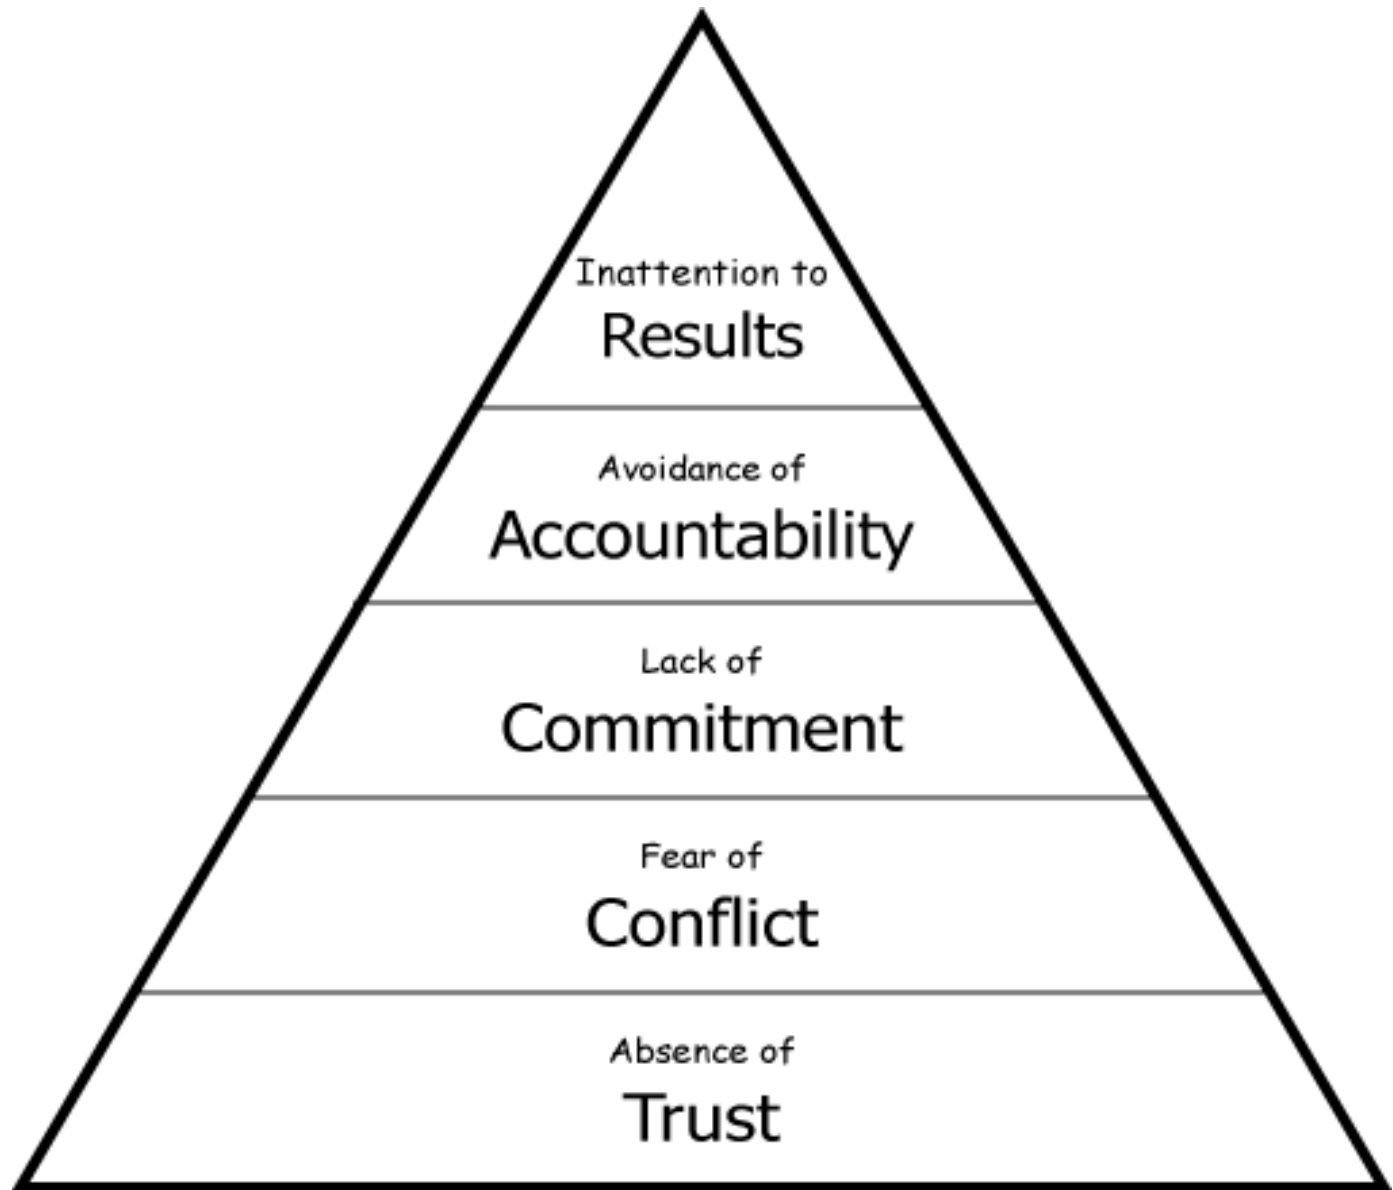 Inattention to
Results
Avoidance of
Accountability
Lack of
Commitment
Fear of
Conflict
Absence of
Trust